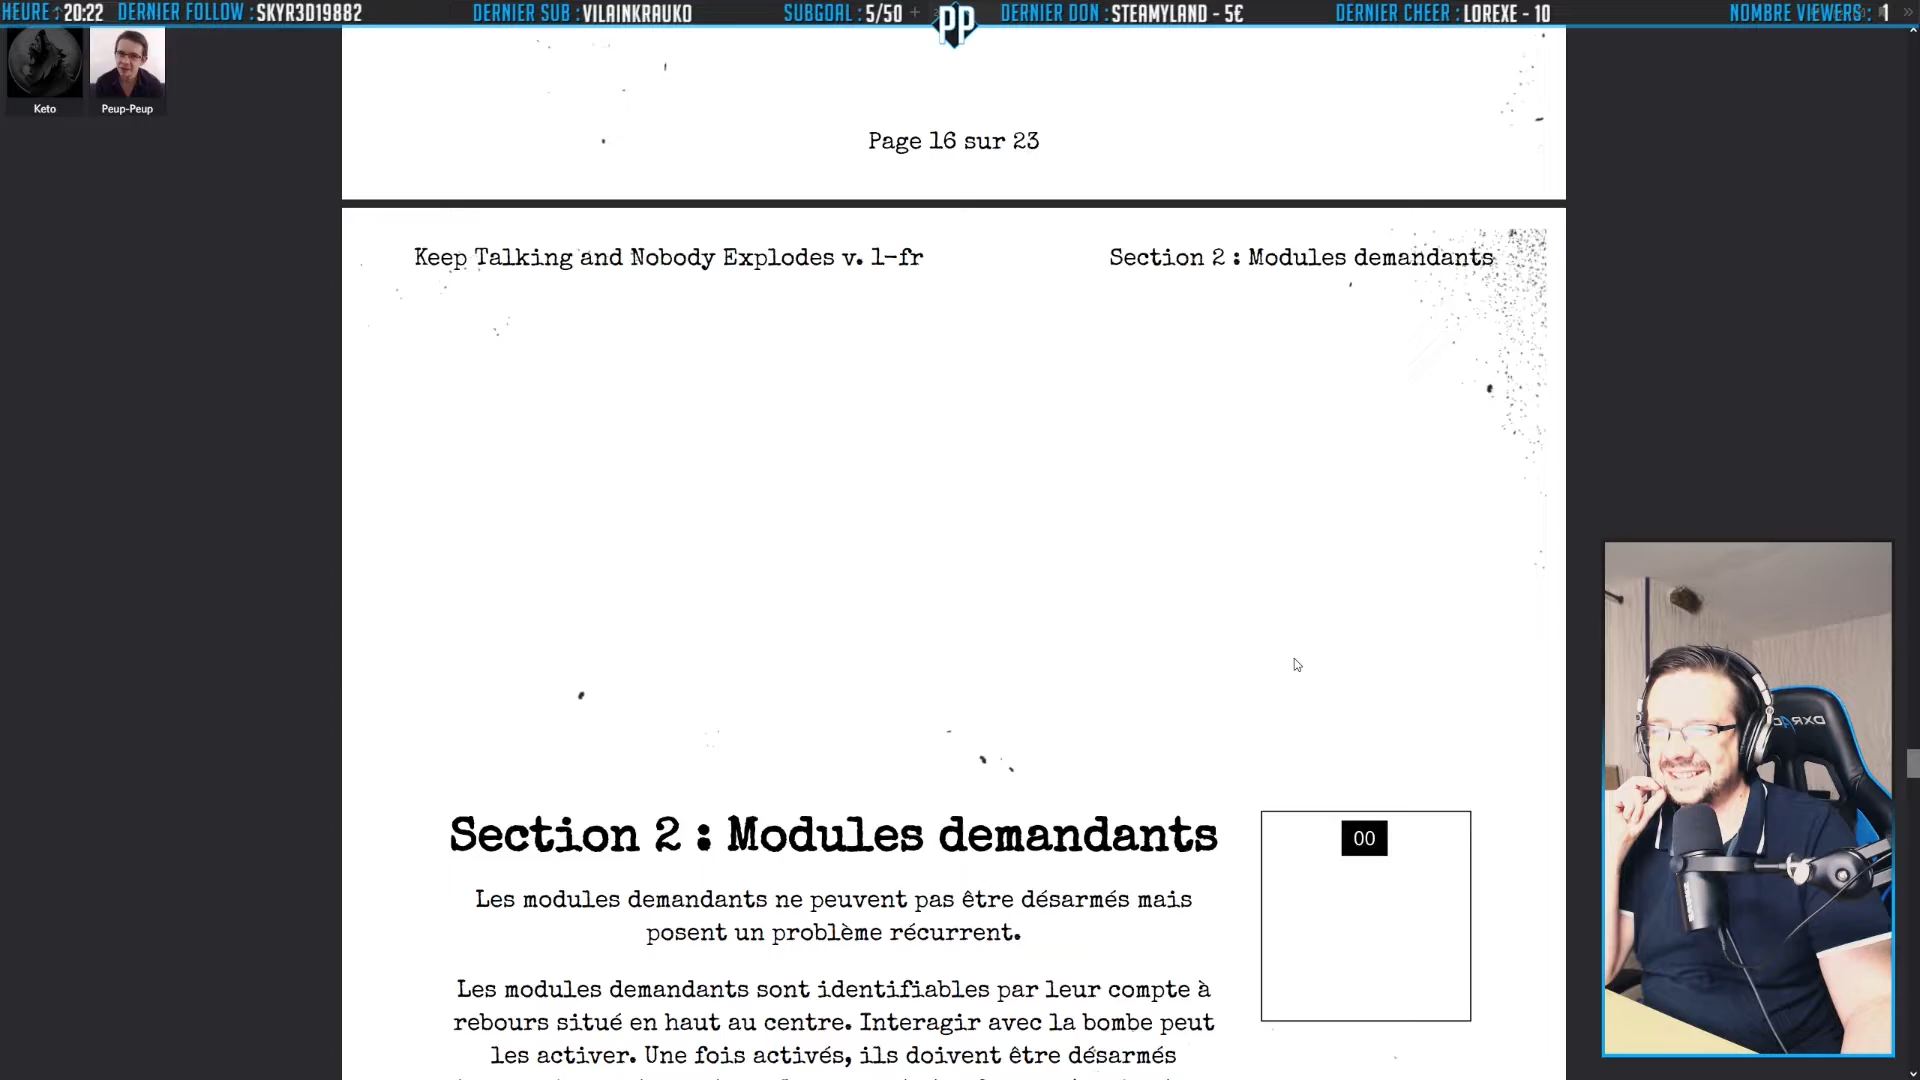 HEURE : 20:22 DERNIER FOLLOW : SKYR3D19882 DERNIER SUB : VILAINKRAUKO SUBGOAL : 5/50 PP DERNIER DON : STEAMYLAND - 5€ DERNIER CHEER : LOREXE - 10 NOMBRE VIEWERS : 1
Keto Peup-Peup
Page 16 sur 23
Keep Talking and Nobody Explodes v. 1-fr Section 2 : Modules demandants
Section 2 : Modules demandants
00
Les modules demandants ne peuvent pas être désarmés mais
posent un problème récurrent.
Les modules demandants sont identifiables par leur compte à
rebours situé en haut au centre. Interagir avec la bombe peut
les activer. Une fois activés, ils doivent être désarmés